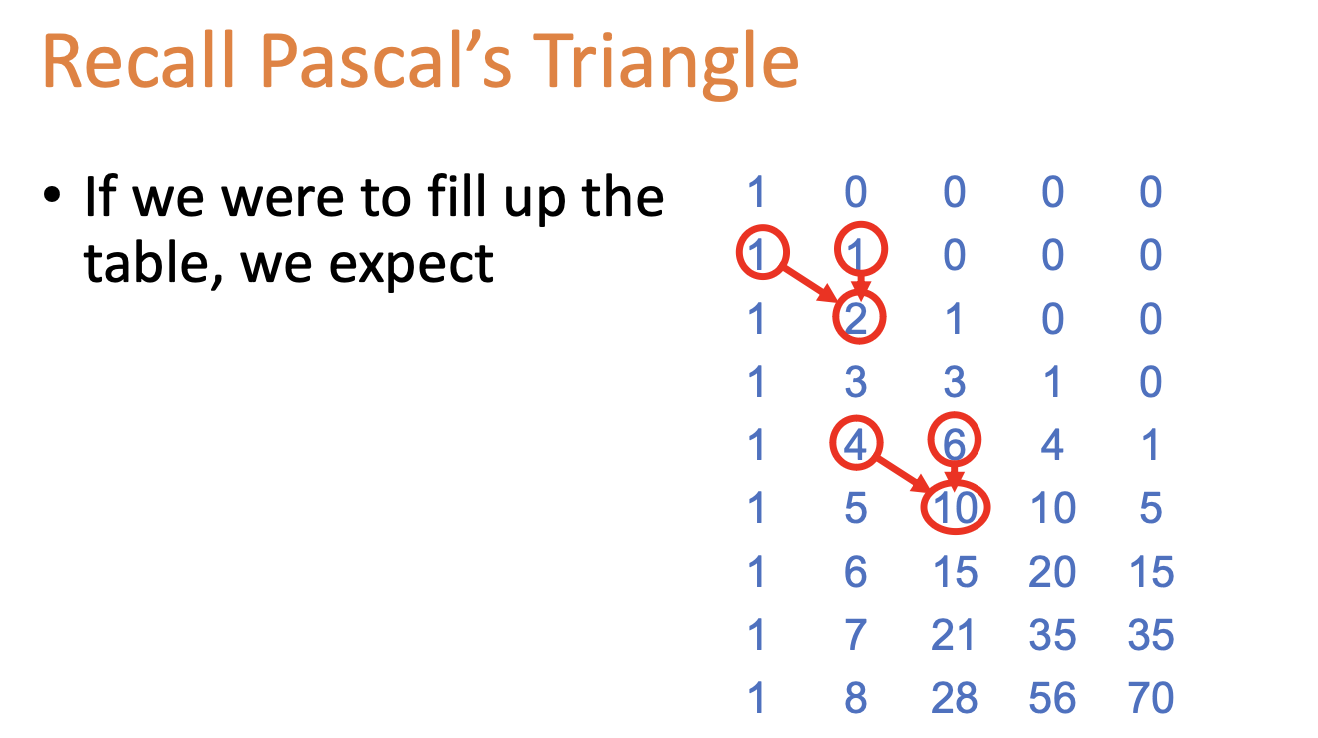 Recall Pascal's Triangle
• If we were to fill up the
table, we expect
1 0 0 0 0
1 1 0 0 0
1 2 1 0 0
1 3 3 1 0
1 4 6 4 1
1 5 10 10 5
1 6 15 20 15
1 7 21 35 35
1 8 28 56 70